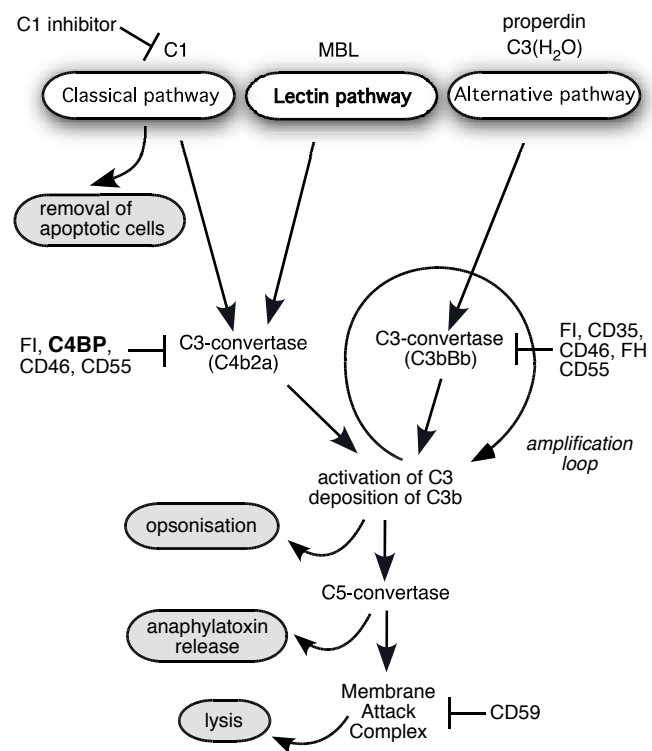 C1 inhibitor
C1
MBL
properdin
C3(H₂O)
Classical pathway
Lectin pathway
Alternative pathway
removal of
apoptotic cells
FI, C4BP,
CD46, CD55
C3-convertase
(C4b2a)
C3-convertase
(C3bBb)
FI, CD35,
CD46, FH
CD55
amplification
loop
activation of C3
deposition of C3b
opsonisation
C5-convertase
anaphylatoxin
release
Membrane
Attack
Complex
CD59
lysis